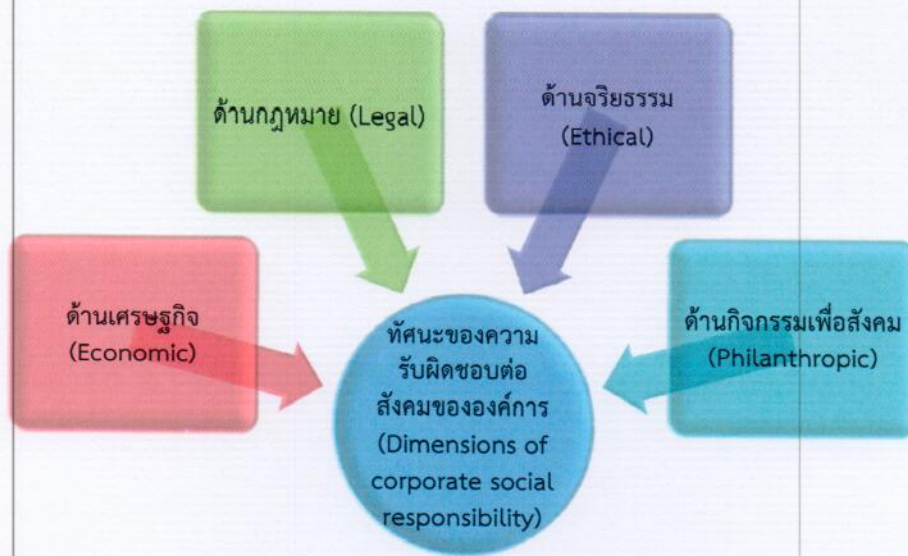 ด้านกฎหมาย (Legal)
ด้านจริยธรรม
(Ethical)
ด้านเศรษฐกิจ
(Economic)
ด้านกิจกรรมเพื่อสังคม
(Philanthropic)
ทัศนะของความ
รับผิดชอบต่อ
สังคมขององค์การ
(Dimensions of
corporate social
responsibility)